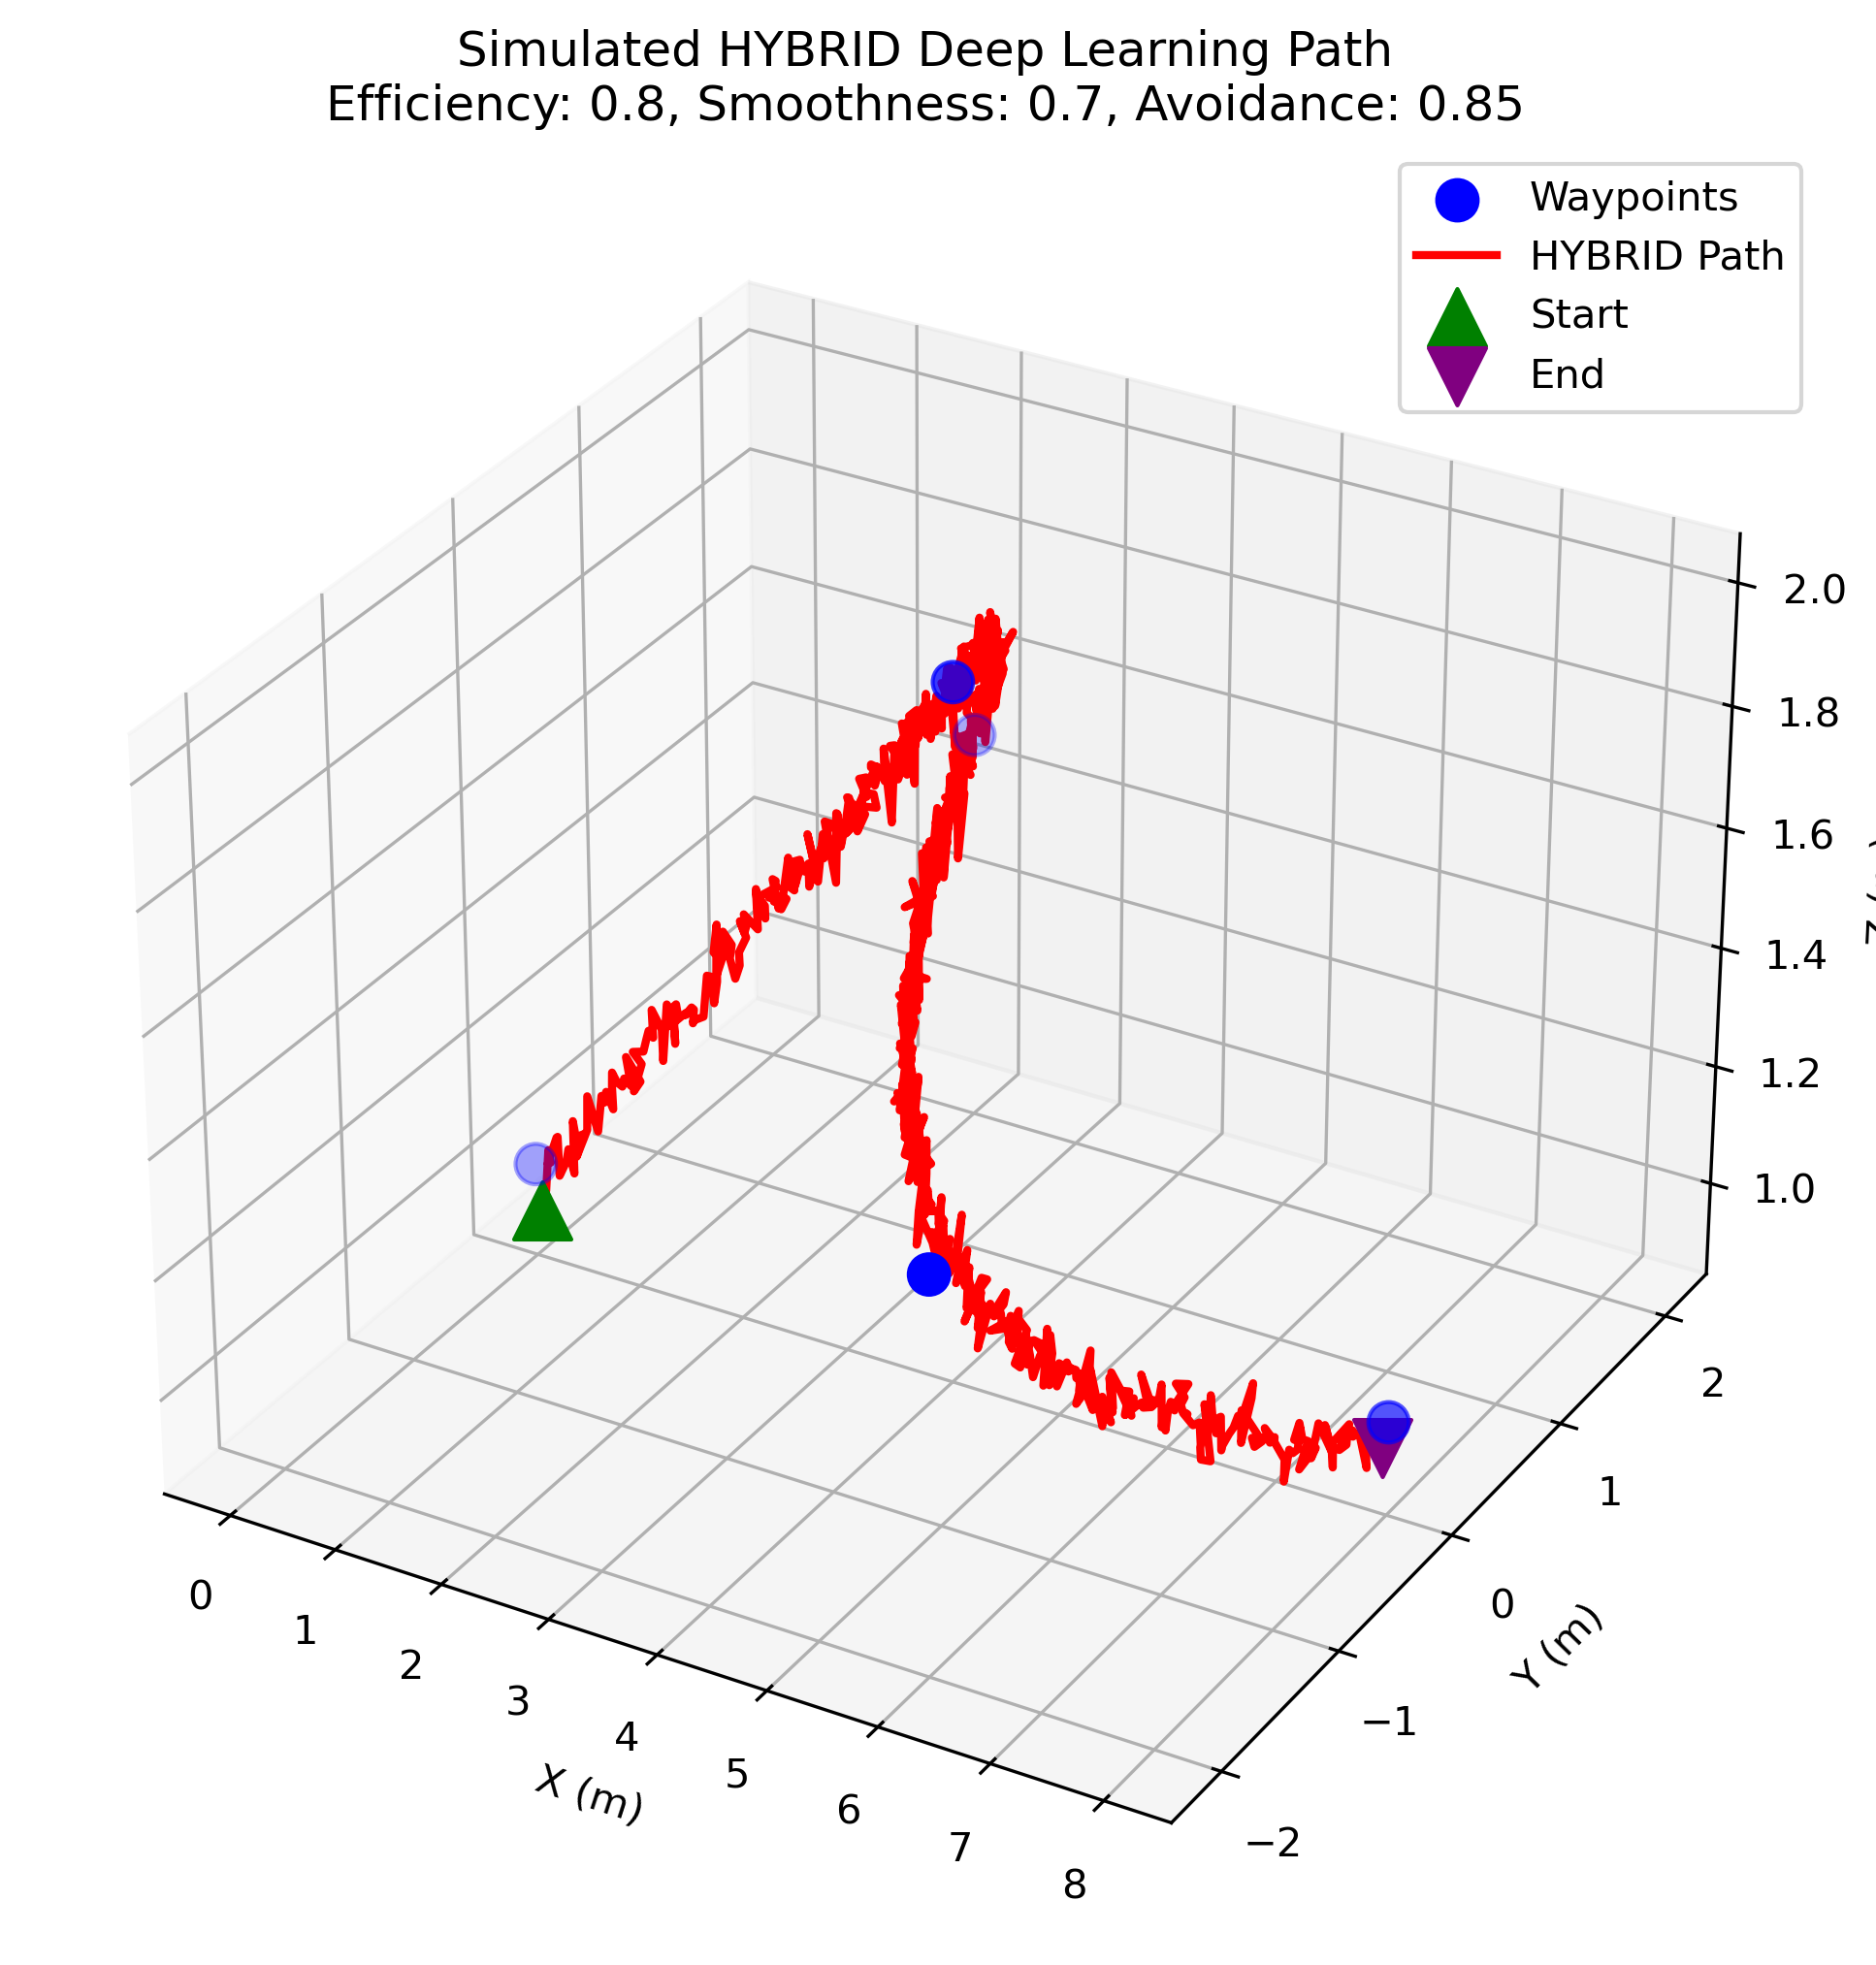 Simulated HYBRID Deep Learning Path
Efficiency: 0.8, Smoothness: 0.7, Avoidance: 0.85
Waypoints
HYBRID Path
Start
End
2.0
1.8
1.6
1.4
1.2
1.0
Z
2
1
0
−1
−2
Y (m)
0
1
2
3
4
5
6
7
8
X (m)